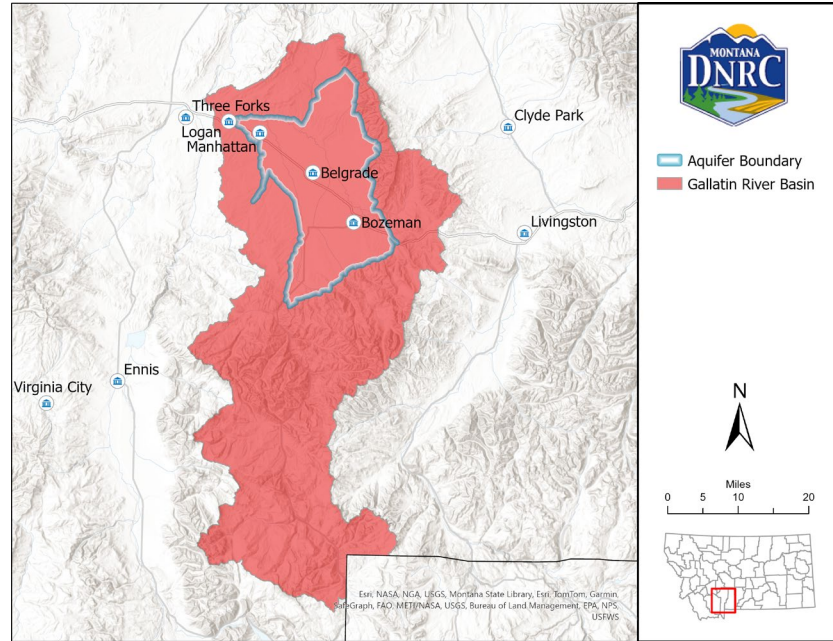 Three Forks
Logan
Manhattan
Belgrade
Bozeman
Clyde Park
Livingston
Ennis
Virginia City
Esri, NASA, NGA, USGS, Montana State Library, Esri, TomTom, Garmin,
SafeGraph, FAO, METI/NASA, USGS, Bureau of Land Management, EPA, NPS,
USFWS
MONTANA
DNRC
Aquifer Boundary
Gallatin River Basin
N
Miles
0 5 10 20